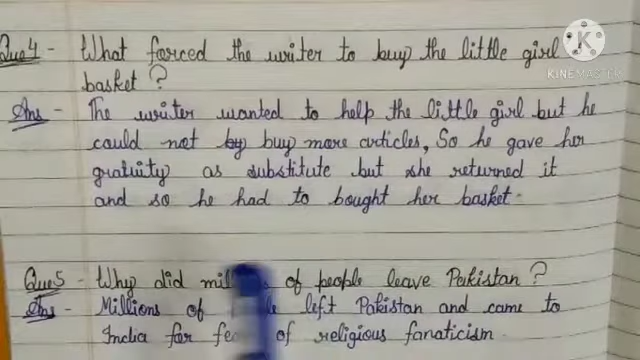 Que4 - What forced the writer to buy the little girl
basket?
Ans - The writer wanted to help the little girl but he
could not by buy more articles, So he gave her
gratuity as substitute but she returned it
and so he had to bought her basket.
Que5 - Why did of people leave Pakistan?
Ans - Millions of left Pakistan and came to
India for of religious fanaticism.
KINEMASTER